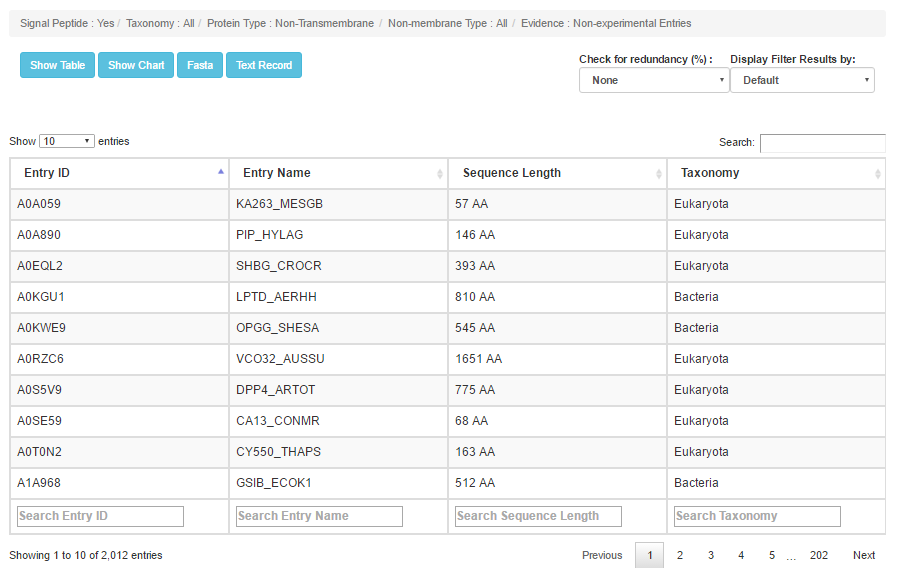 Signal Peptide : Yes / Taxonomy : All / Protein Type : Non-Transmembrane / Non-membrane Type : All / Evidence : Non-experimental Entries
Check for redundancy (%) : Display Filter Results by:
Show Table Show Chart Fasta Text Record
None Default
Show 10 entries Search:
Entry ID Entry Name Sequence Length Taxonomy
A0A059 KA263_MESGB 57 AA Eukaryota
A0A890 PIP_HYLAG 146 AA Eukaryota
A0EQL2 SHBG_CROCR 393 AA Eukaryota
A0KGU1 LPTD_AERHH 810 AA Bacteria
A0KWE9 OPGG_SHESA 545 AA Bacteria
A0RZC6 VCO32_AUSSU 1651 AA Eukaryota
A0S5V9 DPP4_ARTOT 775 AA Eukaryota
A0SE59 CA13_CONMR 68 AA Eukaryota
A0T0N2 CY550_THAPS 163 AA Eukaryota
A1A968 GSIB_ECOK1 512 AA Bacteria
Search Entry ID Search Entry Name Search Sequence Length Search Taxonomy
Showing 1 to 10 of 2,012 entries Previous 1 2 3 4 5 … 202 Next